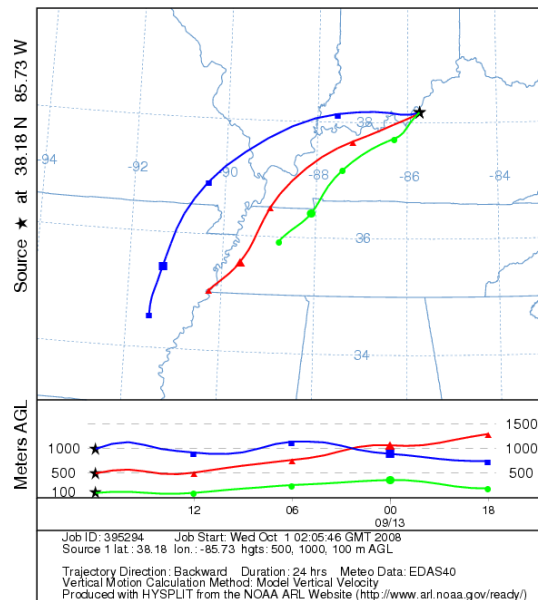 Source ★ at 38.18 N 85.73 W
-94
-92
-90
-88
-86
-84
38
36
34
Meters AGL
1500
1000
1000
500
500
100
12
06
00
18
09/13
Job ID: 395294 Job Start: Wed Oct 1 02:05:46 GMT 2008
Source 1 lat.: 38.18 lon.: -85.73 hgts: 500, 1000, 100 m AGL
Trajectory Direction: Backward Duration: 24 hrs Meteo Data: EDAS40
Vertical Motion Calculation Method: Model Vertical Velocity
Produced with HYSPLIT from the NOAA ARL Website (http://www.arl.noaa.gov/ready/)